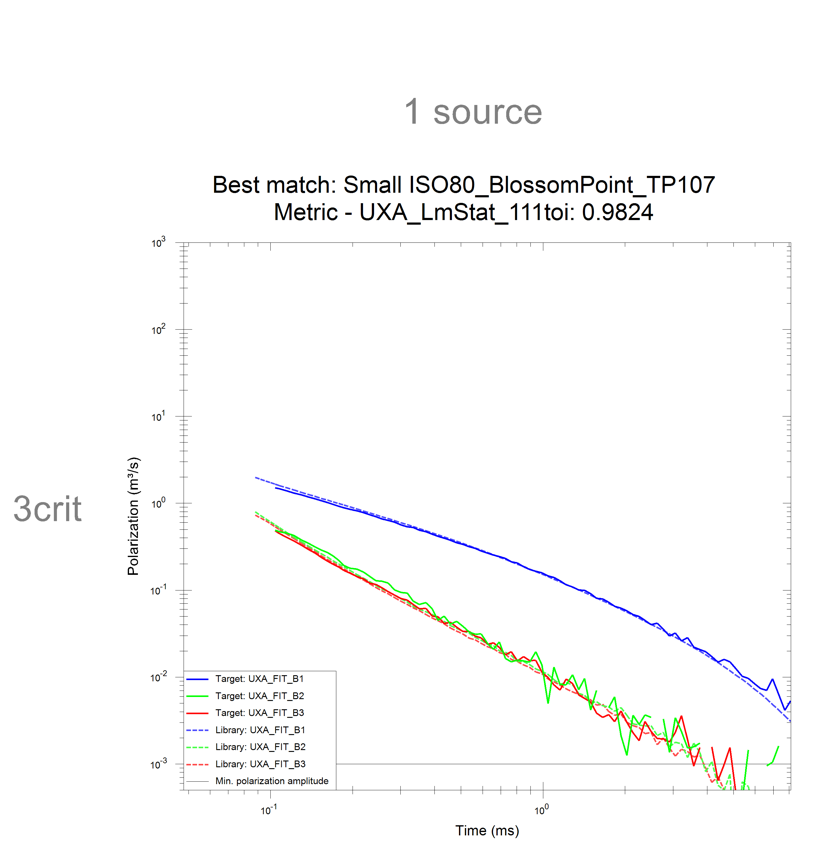 1 source
Best match: Small ISO80_BlossomPoint_TP107
Metric - UXA_LmStat_111toi: 0.9824
3crit
Polarization (m³/s)
10³
10²
10¹
10⁰
10⁻¹
10⁻²
10⁻³
Target: UXA_FIT_B1
Target: UXA_FIT_B2
Target: UXA_FIT_B3
Library: UXA_FIT_B1
Library: UXA_FIT_B2
Library: UXA_FIT_B3
Min. polarization amplitude
10⁻¹ 10⁰
Time (ms)